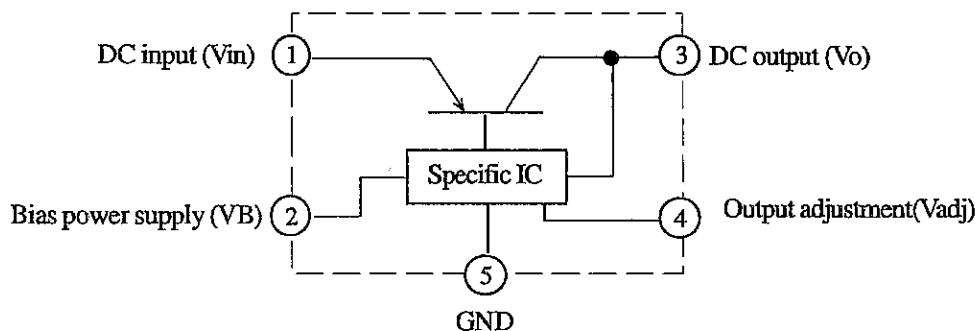 DC input (Vin)
1
3
DC output (Vo)
Specific IC
Bias power supply (VB)
2
4
Output adjustment(Vadj)
5
GND